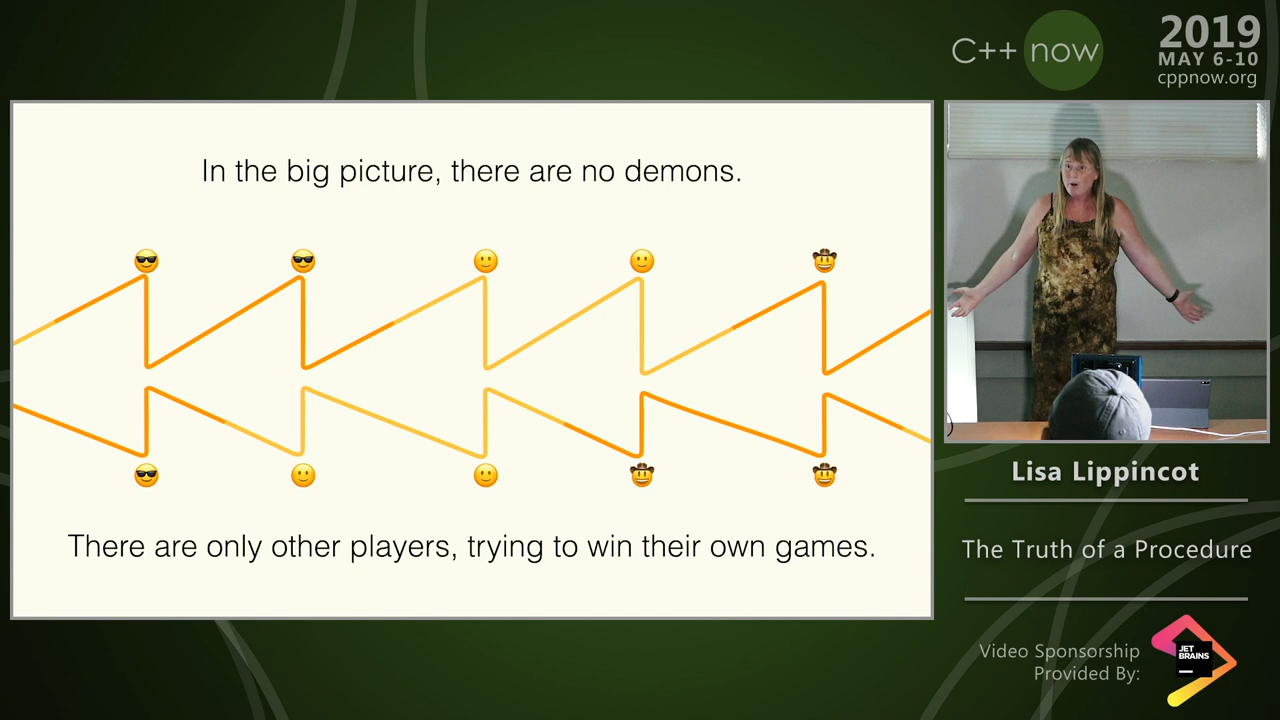 C++ now
2019
MAY 6-10
cppnow.org
In the big picture, there are no demons.
There are only other players, trying to win their own games.
Lisa Lippincot
The Truth of a Procedure
Video Sponsorship
Provided By:
JET
BRAINS